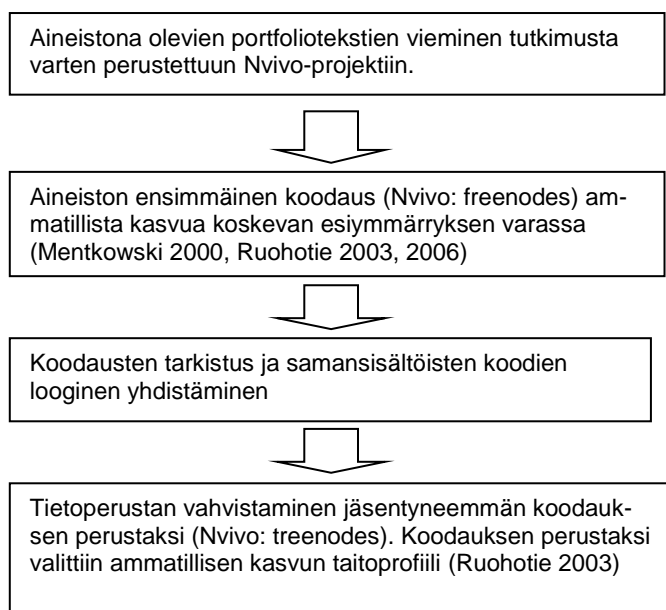 Aineistona olevien portfoliotekstien vieminen tutkimusta
varten perustettuun Nvivo-projektiin.
Aineiston ensimmäinen koodaus (Nvivo: freenodes) am-
matillista kasvua koskevan esiymmärryksen varassa
(Mentkowski 2000, Ruohotie 2003, 2006)
Koodausten tarkistus ja samansisältöisten koodien
looginen yhdistäminen
Tietoperustan vahvistaminen jäsentyneemmän koodauk-
sen perustaksi (Nvivo: treenodes). Koodauksen perustaksi
valittiin ammatillisen kasvun taitoprofiili (Ruohotie 2003)